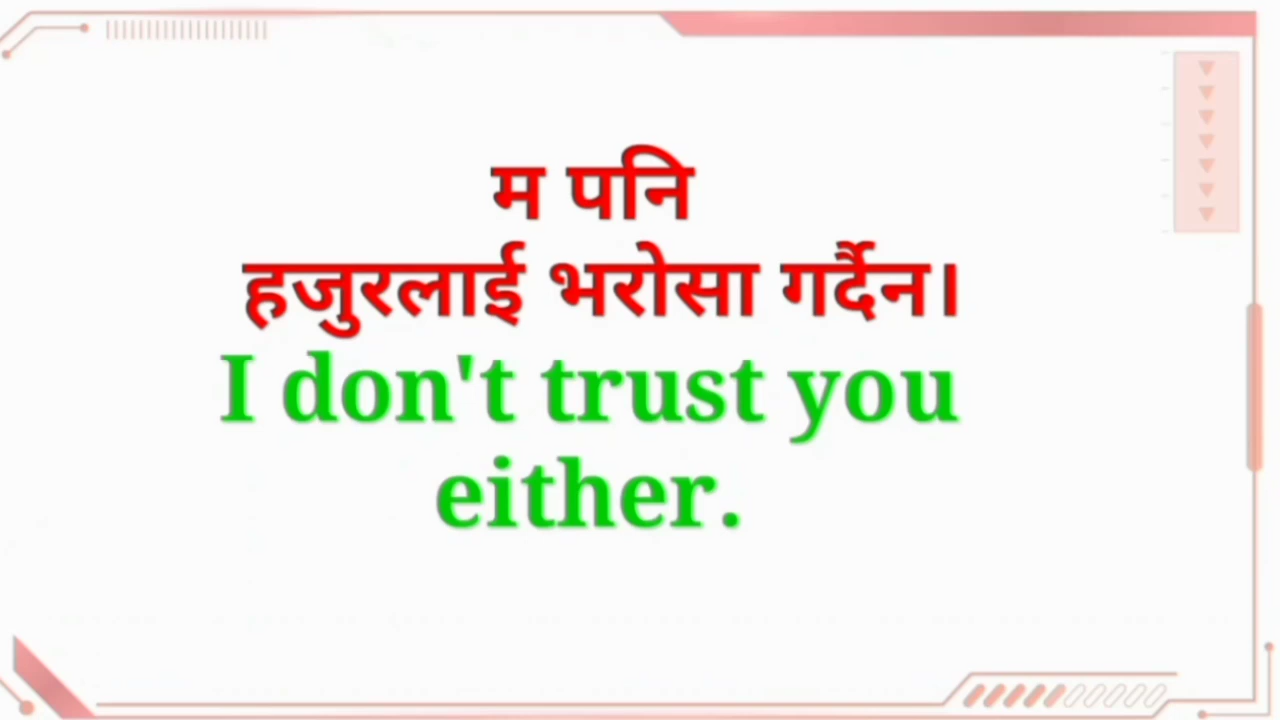 म पनि
हजुरलाई भरोसा गर्दैन।
I don't trust you
either.